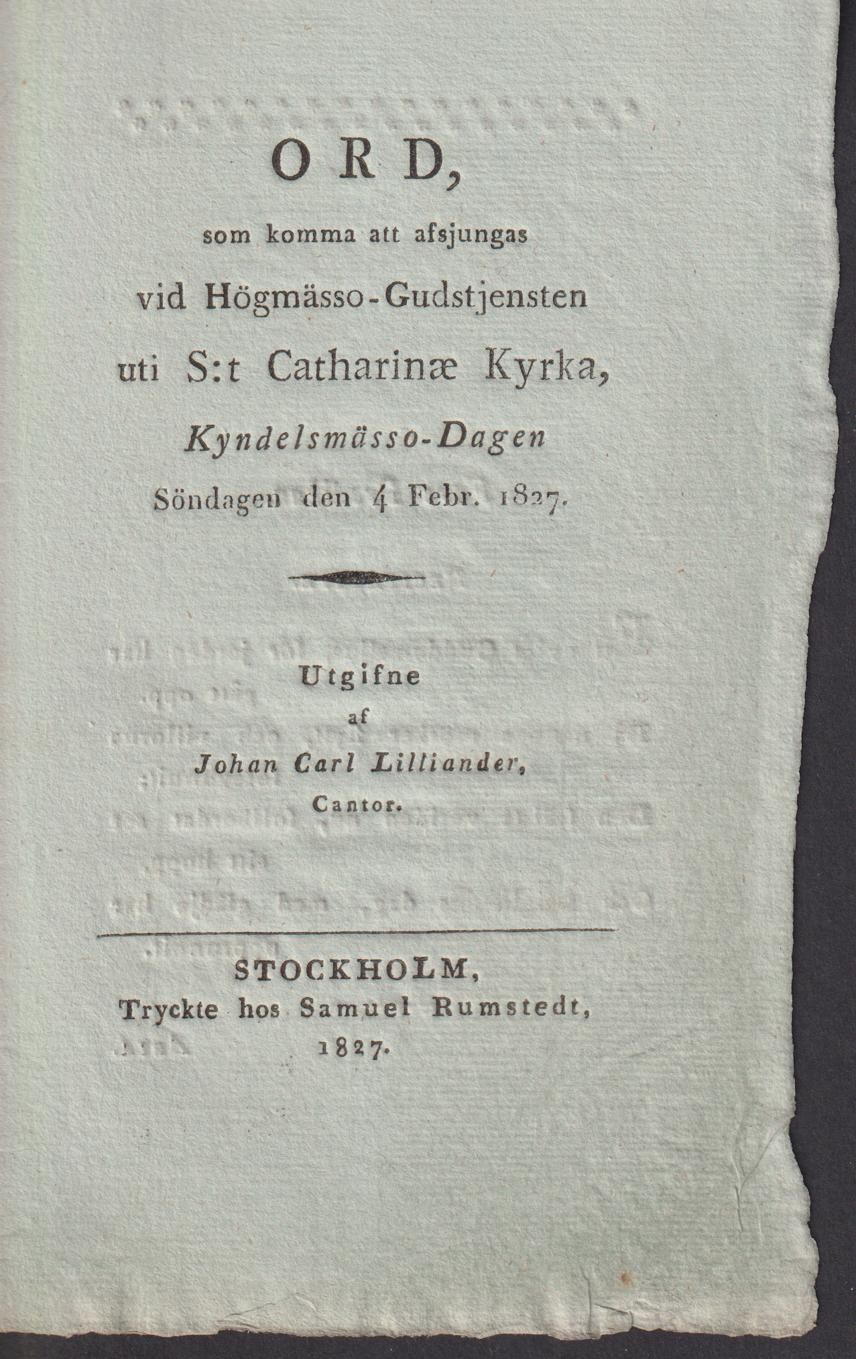 ORD,
som komma att afsjungas
vid Högmässo-Gudstjensten
uti S:t Catharinæ Kyrka,
Kyndelsmässo-Dagen
Söndagen den 4 Febr. 1827.
Utgifne
af
Johan Carl Lilliander,
Cantor.
STOCKHOLM,
Tryckte hos Samuel Rumstedt,
1827.